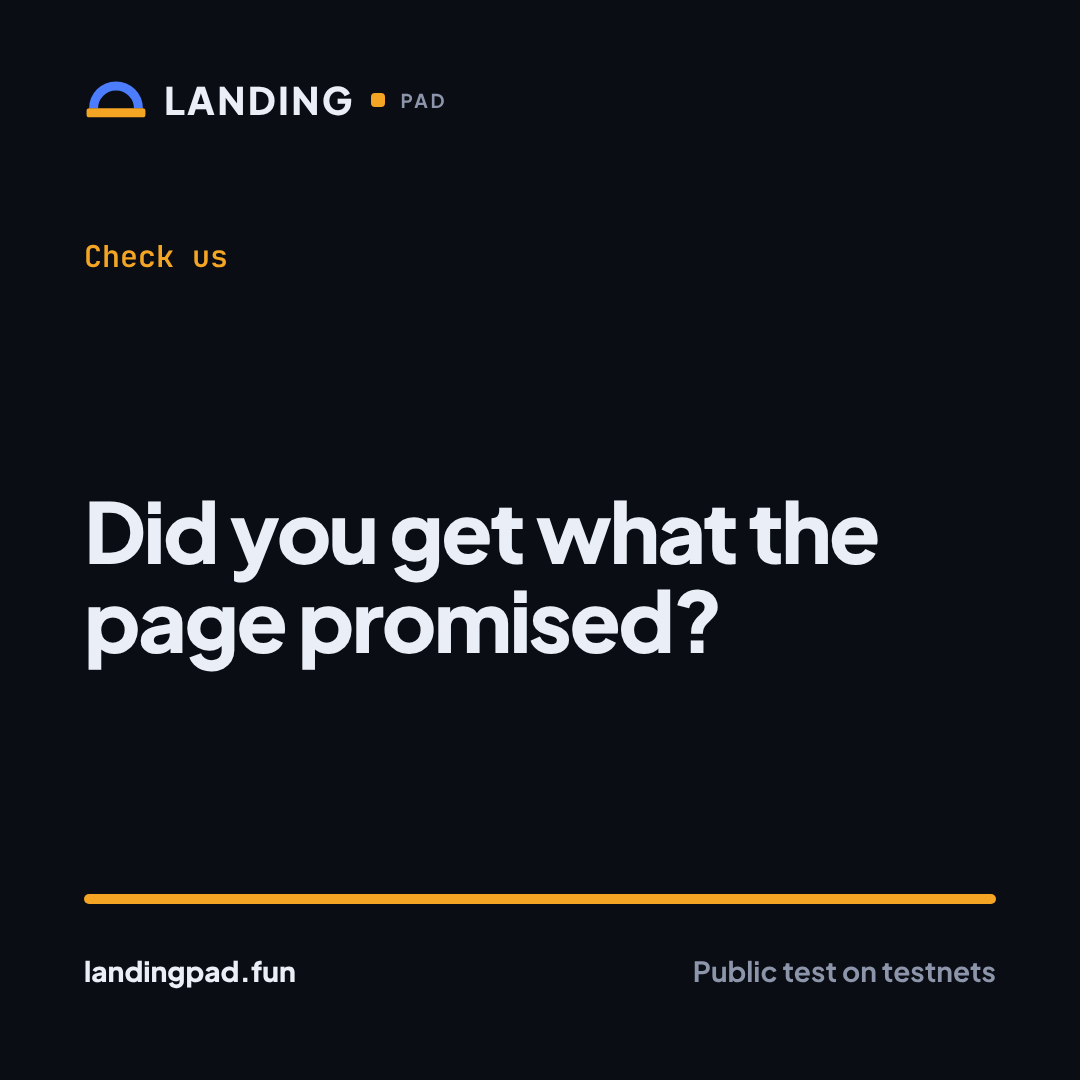 LANDING PAD
Check us
Did you get what the
page promised?
landingpad.fun
Public test on testnets